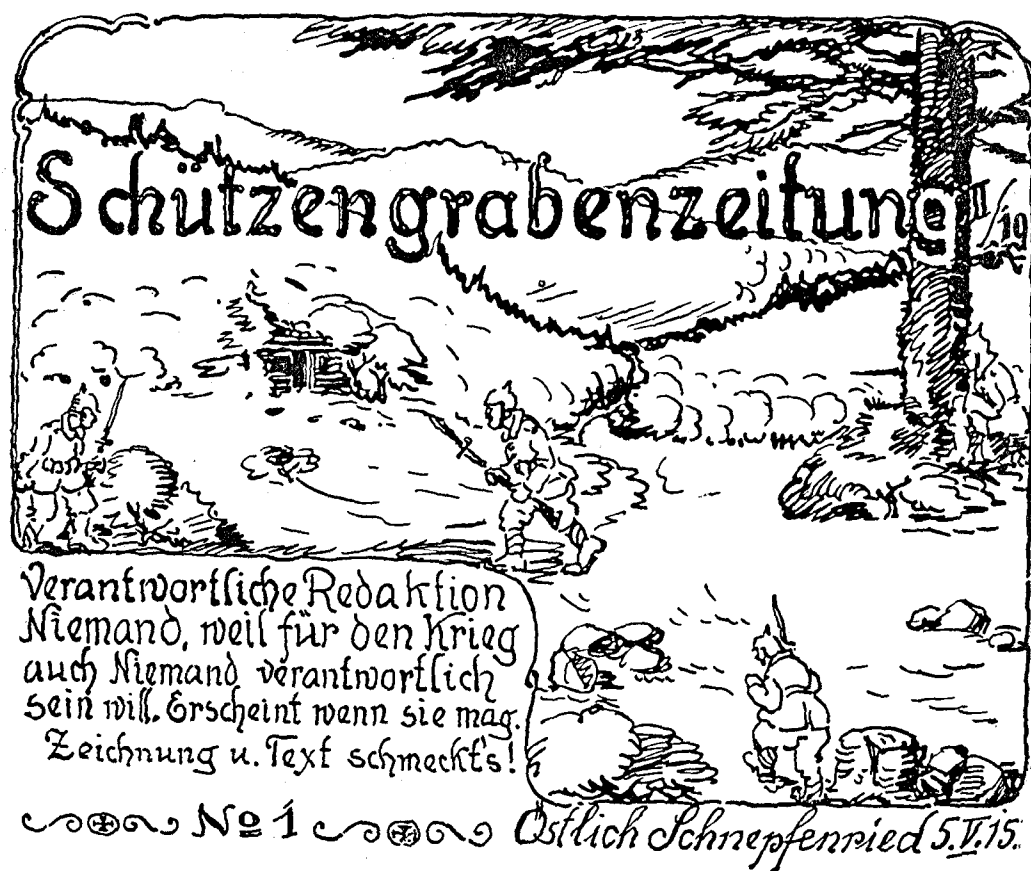 Schützengrabenzeitung II/19
Verantwortliche Redaktion
Niemand, weil für den Krieg
auch Niemand verantwortlich
sein will. Erscheint wenn sie mag.
Zeichnung u. Text schmeckt's!
No 1
Östlich Schnepfenried 5.V.15.